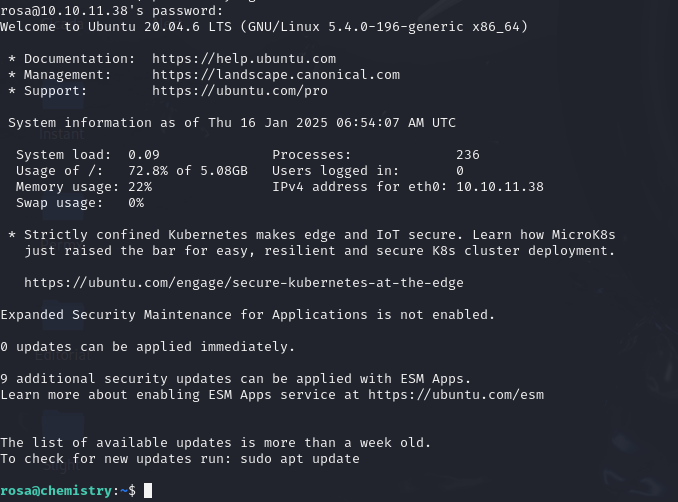 rosa@10.10.11.38's password:
Welcome to Ubuntu 20.04.6 LTS (GNU/Linux 5.4.0-196-generic x86_64)
* Documentation: https://help.ubuntu.com
* Management: https://landscape.canonical.com
* Support: https://ubuntu.com/pro
System information as of Thu 16 Jan 2025 06:54:07 AM UTC
System load: 0.09 Processes: 236
Usage of /: 72.8% of 5.08GB Users logged in: 0
Memory usage: 22% IPv4 address for eth0: 10.10.11.38
Swap usage: 0%
* Strictly confined Kubernetes makes edge and IoT secure. Learn how MicroK8s
just raised the bar for easy, resilient and secure K8s cluster deployment.
https://ubuntu.com/engage/secure-kubernetes-at-the-edge
Expanded Security Maintenance for Applications is not enabled.
0 updates can be applied immediately.
Editorial
9 additional security updates can be applied with ESM Apps.
Learn more about enabling ESM Apps service at https://ubuntu.com/esm
The list of available updates is more than a week old.
To check for new updates run: sudo apt update
rosa@chemistry:~$